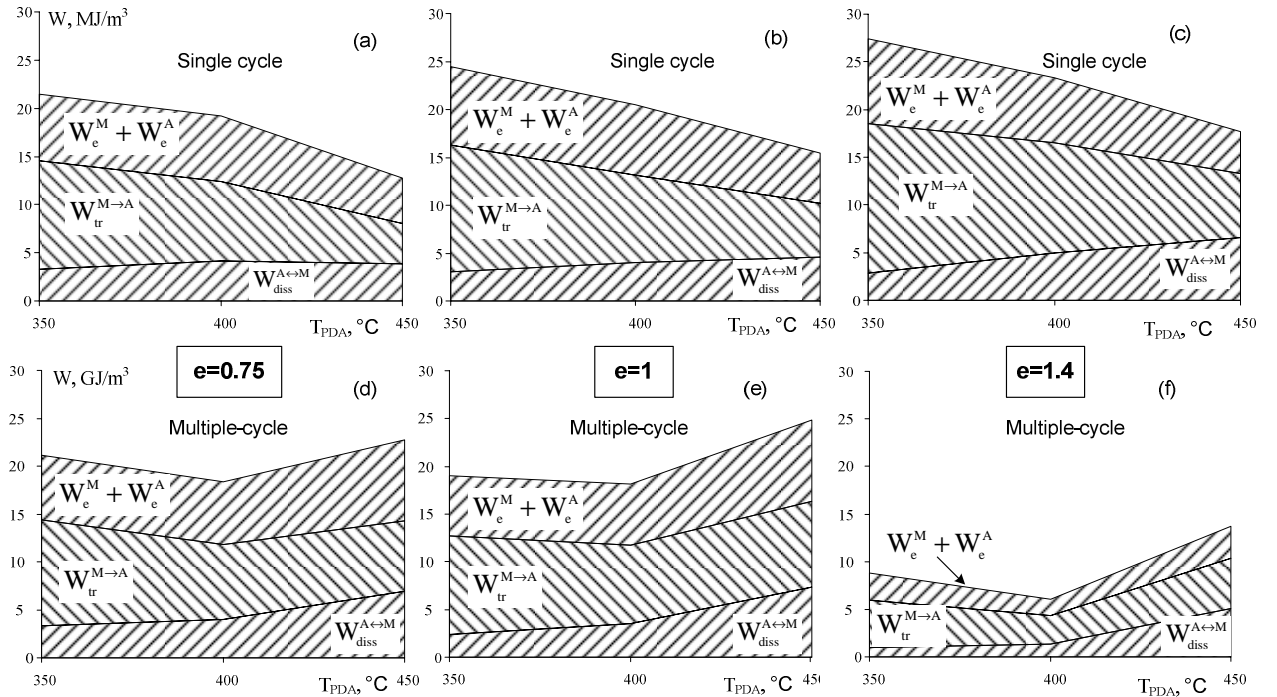 W, MJ/m³
(a)
Single cycle
30
25
20
15
10
5
0
W_e^M + W_e^A
W_tr^M→A
W_diss^A↔M
350
400
450
T_PDA, °C
(b)
Single cycle
30
25
20
15
10
5
0
W_e^M + W_e^A
W_tr^M→A
W_diss^A↔M
350
400
450
T_PDA, °C
(c)
Single cycle
30
25
20
15
10
5
0
W_e^M + W_e^A
W_tr^M→A
W_diss^A↔M
350
400
450
T_PDA, °C
e=0.75
e=1
e=1.4
W, GJ/m³
(d)
Multiple-cycle
30
25
20
15
10
5
0
W_e^M + W_e^A
W_tr^M→A
W_diss^A↔M
350
400
450
T_PDA, °C
(e)
Multiple-cycle
30
25
20
15
10
5
0
W_e^M + W_e^A
W_tr^M→A
W_diss^A↔M
350
400
450
T_PDA, °C
(f)
Multiple-cycle
30
25
20
15
10
5
0
W_e^M + W_e^A
W_tr^M→A
W_diss^A↔M
350
400
450
T_PDA, °C